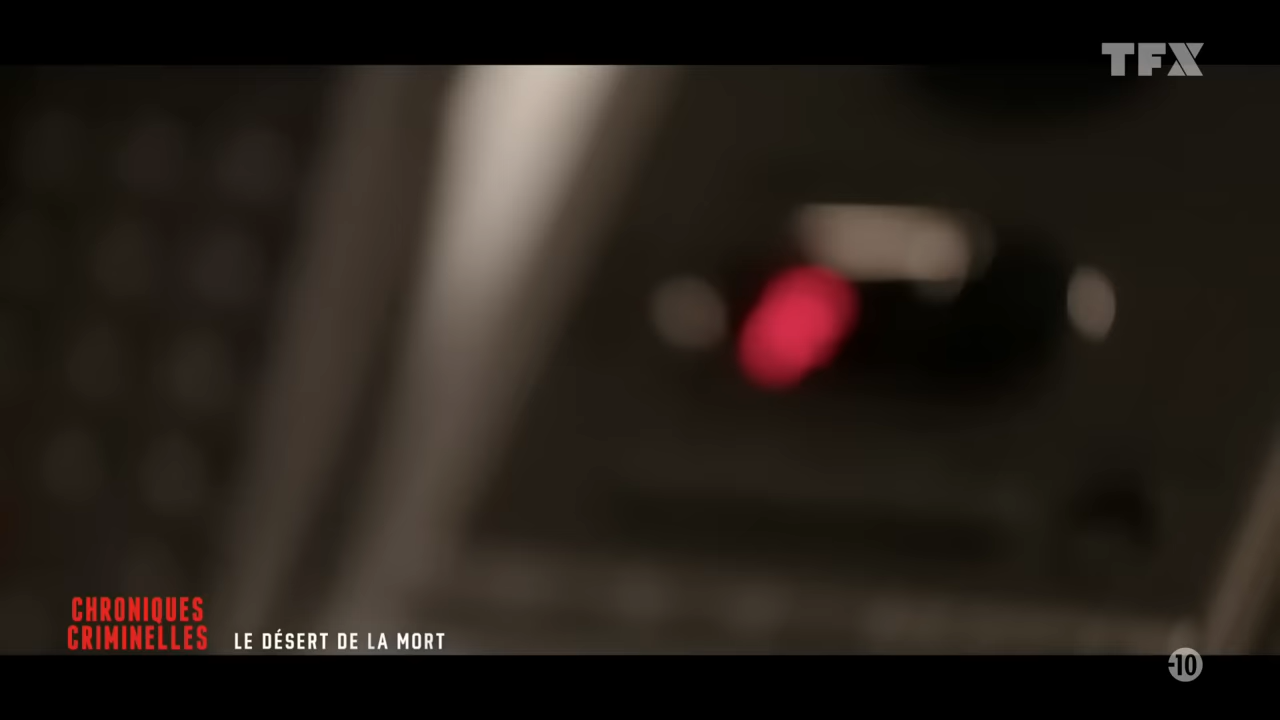 TFX
CHRONIQUES
CRIMINELLES
LE DÉSERT DE LA MORT
-10